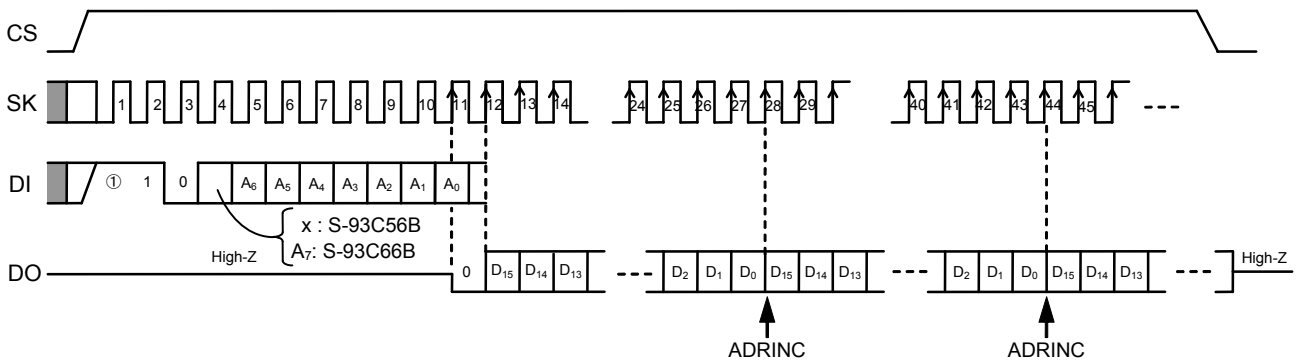 CS
SK 1 2 3 4 5 6 7 8 9 10 11 12 13 14 24 25 26 27 28 29 40 41 42 43 44 45
DI ① 1 0 A₆ A₅ A₄ A₃ A₂ A₁ A₀
x : S-93C56B
A₇: S-93C66B
High-Z
DO 0 D₁₅ D₁₄ D₁₃ D₂ D₁ D₀ D₁₅ D₁₄ D₁₃ D₂ D₁ D₀ D₁₅ D₁₄ D₁₃ High-Z
ADRINC ADRINC